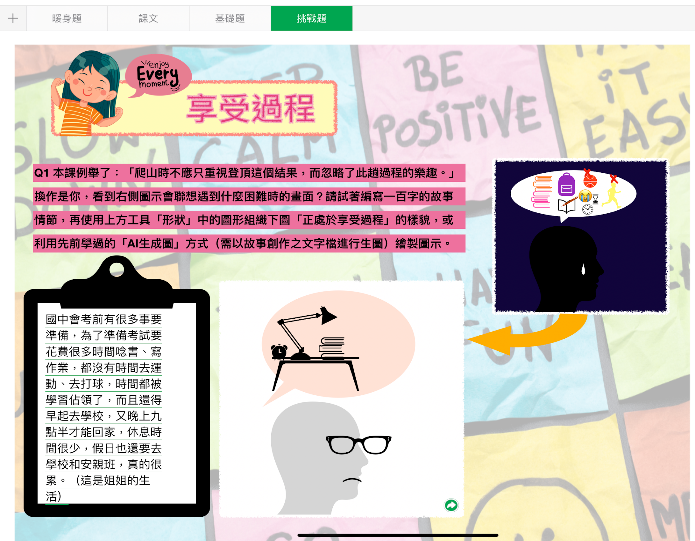 暖身題
課文
基礎題
挑戰題
enjoy
Every
moment
享受過程
BE
POSITIVE
CALM
IT
EASY
SLOW
DOWN
FUN
Q1 本課例舉了：「爬山時不應只重視登頂這個結果，而忽略了此趟過程的樂趣。」
換作是你，看到右側圖示會聯想遇到什麼困難時的畫面？請試著編寫一百字的故事
情節，再使用上方工具「形狀」中的圓形組織下圖「正處於享受過程」的樣貌，或
利用先前學過的「AI生成圖」方式（需以故事創作之文字檔進行生圖）繪製圖示。
國中會考前有很多事要
準備，為了準備考試要
花費很多時間唸書、寫
作業，都沒有時間去運
動、去打球，時間都被
學習佔領了，而且還得
早起去學校，又晚上九
點半才能回家，休息時
間很少，假日也還要去
學校和安親班，真的很
累。（這是姐姐的生
活）